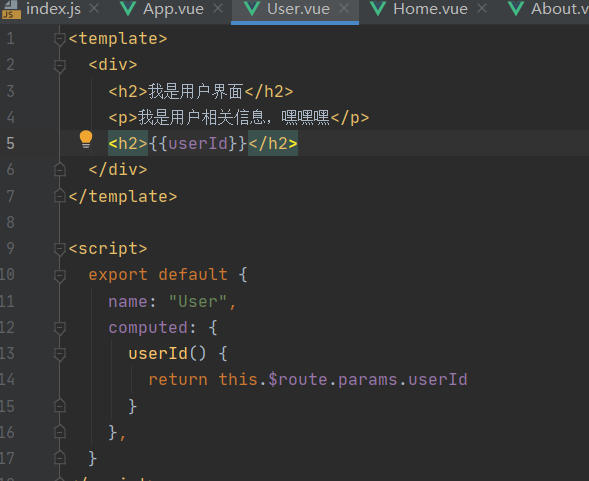 index.js × App.vue × User.vue × Home.vue × About.v
1 <template>
2 <div>
3 <h2>我是用户界面</h2>
4 <p>我是用户相关信息，嘿嘿嘿</p>
5 <h2>{{userId}}</h2>
6 </div>
7 </template>
8
9 <script>
10 export default {
11 name: "User",
12 computed: {
13 userId() {
14 return this.$route.params.userId
15 }
16 },
17 }